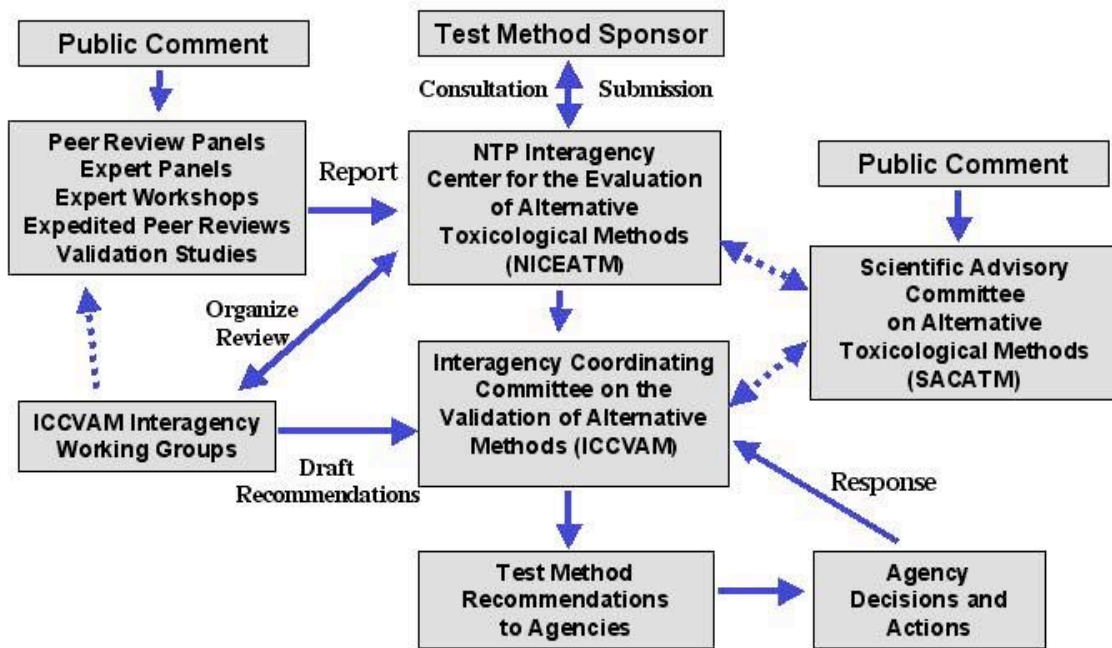 Public Comment
Test Method Sponsor
Consultation
Submission
Peer Review Panels
Expert Panels
Expert Workshops
Expedited Peer Reviews
Validation Studies
Report
NTP Interagency
Center for the Evaluation
of Alternative
Toxicological Methods
(NICEATM)
Public Comment
Scientific Advisory
Committee
on Alternative
Toxicological Methods
(SACATM)
Organize
Review
Interagency Coordinating
Committee on the
Validation of Alternative
Methods (ICCVAM)
ICCVAM Interagency
Working Groups
Draft
Recommendations
Response
Test Method
Recommendations
to Agencies
Agency
Decisions and
Actions